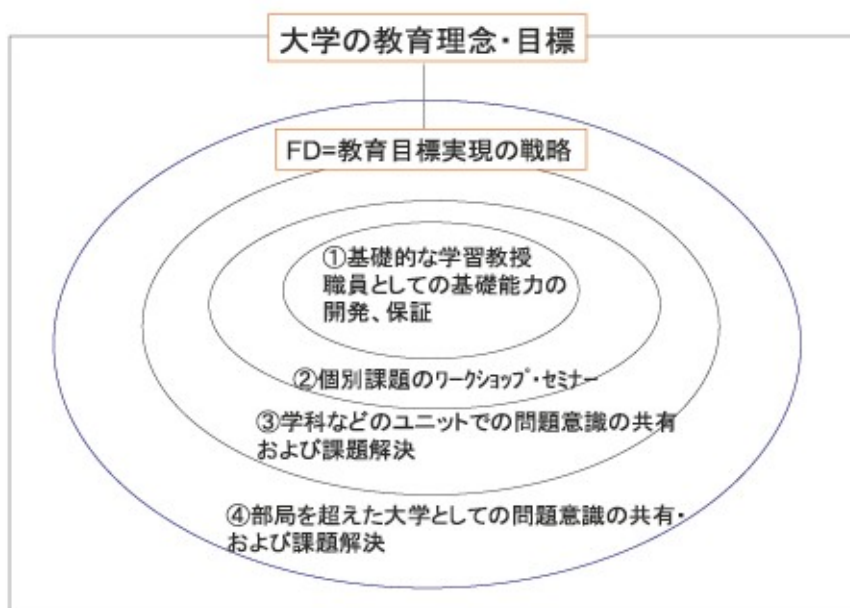 大学の教育理念・目標
FD=教育目標実現の戦略
①基礎的な学習教授
職員としての基礎能力の
開発、保証
②個別課題のﾜｰｸｼｮｯﾌﾟ・ｾﾐﾅｰ
③学科などのユニットでの問題意識の共有
および課題解決
④部局を超えた大学としての問題意識の共有・
および課題解決